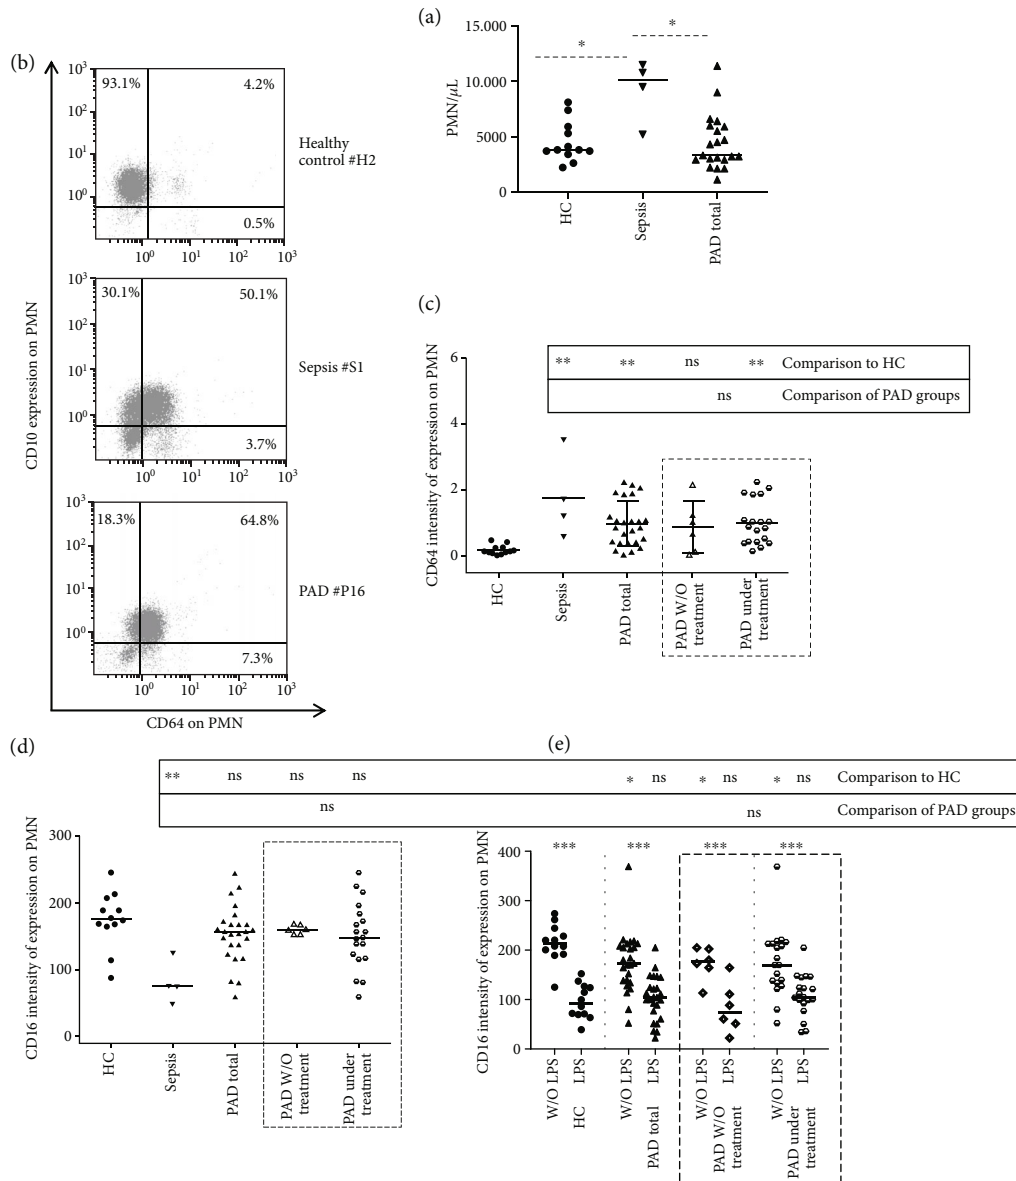 (a)
*
*
15.000
10.000
5000
0
PMN/μL
HC
Sepsis
PAD total
(b)
CD10 expression on PMN
CD64 on PMN
10³
10²
10¹
10⁰
93.1%
4.2%
0.5%
10⁰
10¹
10²
10³
Healthy
control #H2
10³
10²
10¹
10⁰
30.1%
50.1%
3.7%
10⁰
10¹
10²
10³
Sepsis #S1
10³
10²
10¹
10⁰
18.3%
64.8%
7.3%
10⁰
10¹
10²
10³
PAD #P16
(c)
** ** ns ** Comparison to HC
ns Comparison of PAD groups
6
4
2
0
CD64 intensity of expression on PMN
HC
Sepsis
PAD total
PAD W/O
treatment
PAD under
treatment
(d)
(e)
** ns ns ns * ns * ns * ns Comparison to HC
ns ns Comparison of PAD groups
300
200
100
0
CD16 intensity of expression on PMN
HC
Sepsis
PAD total
PAD W/O
treatment
PAD under
treatment
*** *** *** ***
400
300
200
100
0
CD16 intensity of expression on PMN
W/O LPS
LPS
HC
W/O LPS
LPS
PAD total
W/O LPS
LPS
PAD W/O
treatment
W/O LPS
LPS
PAD under
treatment